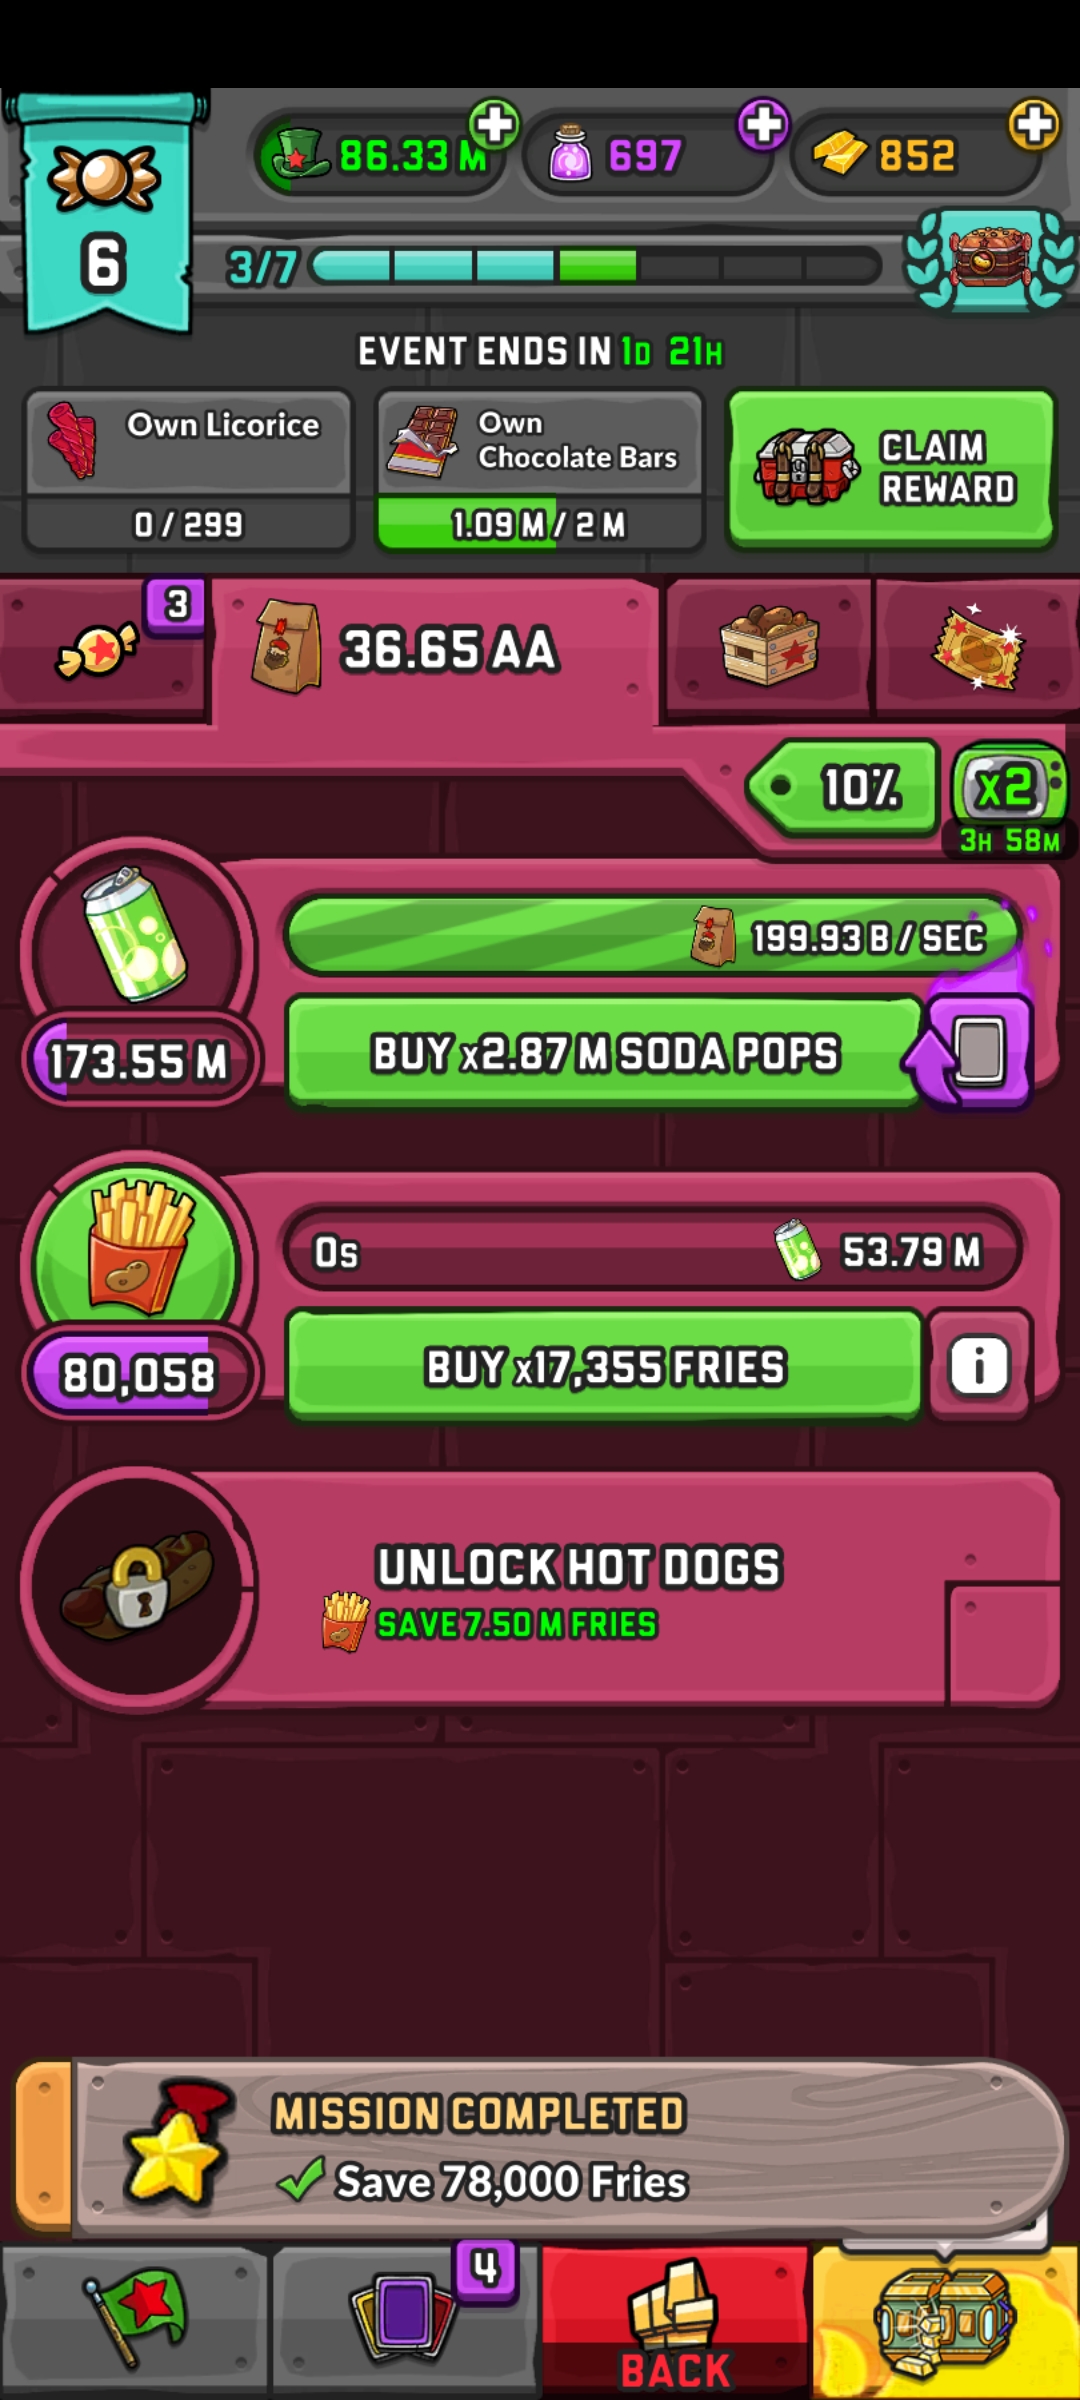 86.33 M
697
852
6
3/7
EVENT ENDS IN 1D 21H
Own Licorice
0 / 299
Own
Chocolate Bars
1.09 M / 2 M
CLAIM
REWARD
3
36.65 AA
10%
x2
3H 58M
199.93 B / SEC
173.55 M
BUY x2.87 M SODA POPS
0s
53.79 M
80,058
BUY x17,355 FRIES
i
UNLOCK HOT DOGS
SAVE 7.50 M FRIES
MISSION COMPLETED
Save 78,000 Fries
4
BACK